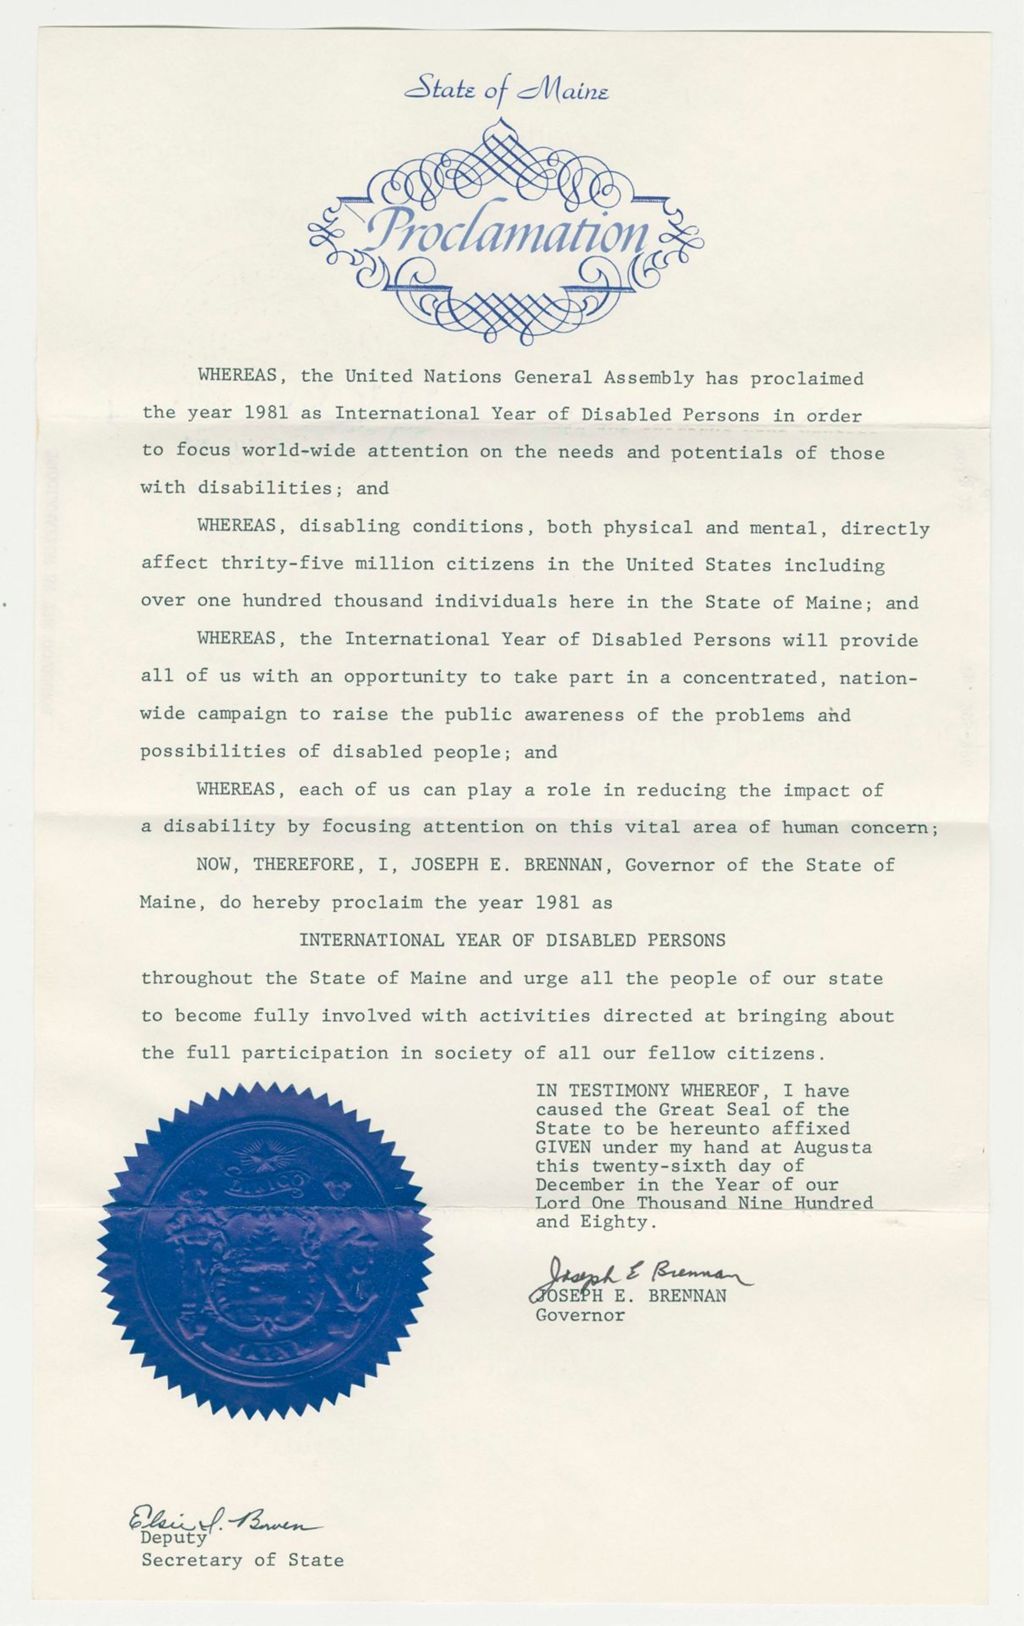 State of Maine
Proclamation
WHEREAS, the United Nations General Assembly has proclaimed
the year 1981 as International Year of Disabled Persons in order
to focus world-wide attention on the needs and potentials of those
with disabilities; and
WHEREAS, disabling conditions, both physical and mental, directly
affect thrity-five million citizens in the United States including
over one hundred thousand individuals here in the State of Maine; and
WHEREAS, the International Year of Disabled Persons will provide
all of us with an opportunity to take part in a concentrated, nation-
wide campaign to raise the public awareness of the problems and
possibilities of disabled people; and
WHEREAS, each of us can play a role in reducing the impact of
a disability by focusing attention on this vital area of human concern;
NOW, THEREFORE, I, JOSEPH E. BRENNAN, Governor of the State of
Maine, do hereby proclaim the year 1981 as
INTERNATIONAL YEAR OF DISABLED PERSONS
throughout the State of Maine and urge all the people of our state
to become fully involved with activities directed at bringing about
the full participation in society of all our fellow citizens.
IN TESTIMONY WHEREOF, I have
caused the Great Seal of the
State to be hereunto affixed
GIVEN under my hand at Augusta
this twenty-sixth day of
December in the Year of our
Lord One Thousand Nine Hundred
and Eighty.
Joseph E Brennan
JOSEPH E. BRENNAN
Governor
DIRIGO
MAINE
Elsie I. Bowen
Deputy
Secretary of State